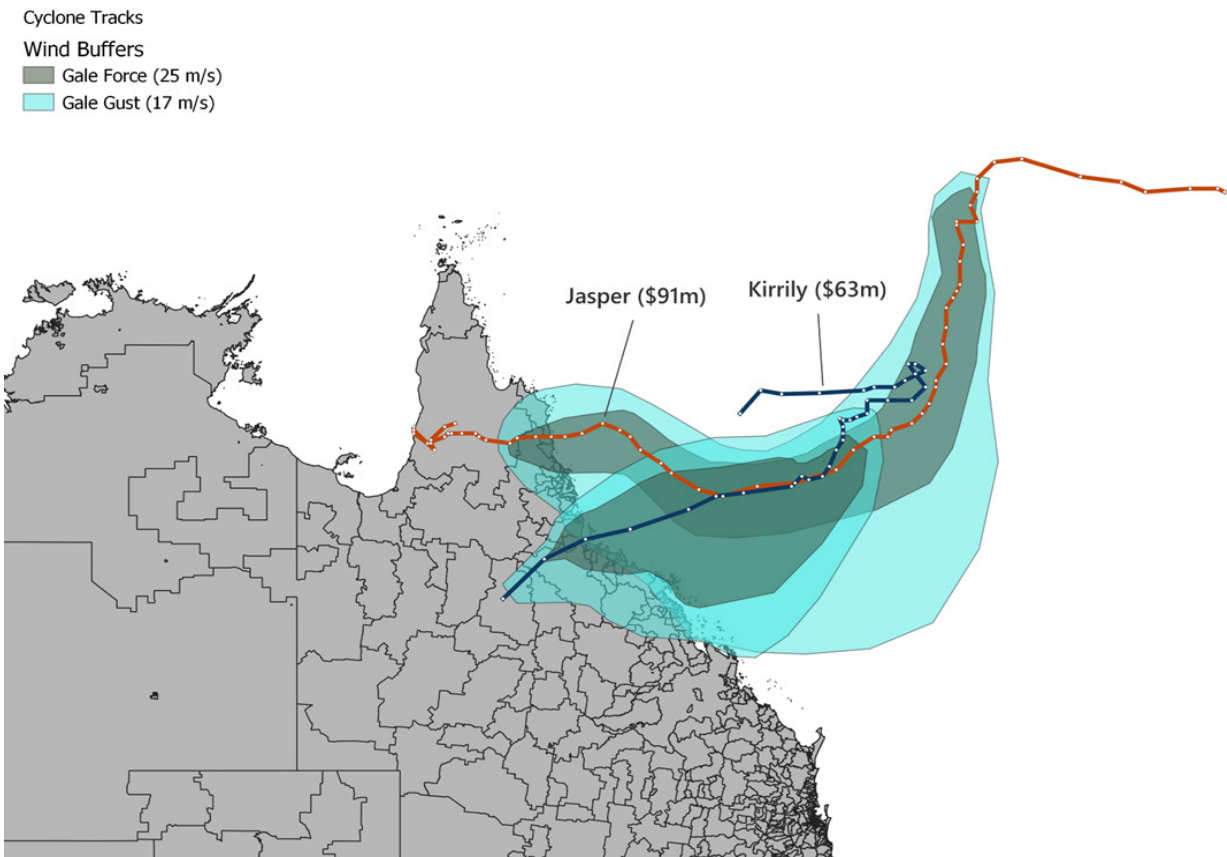 Cyclone Tracks
Wind Buffers
Gale Force (25 m/s)
Gale Gust (17 m/s)
Jasper ($91m)
Kirrily ($63m)